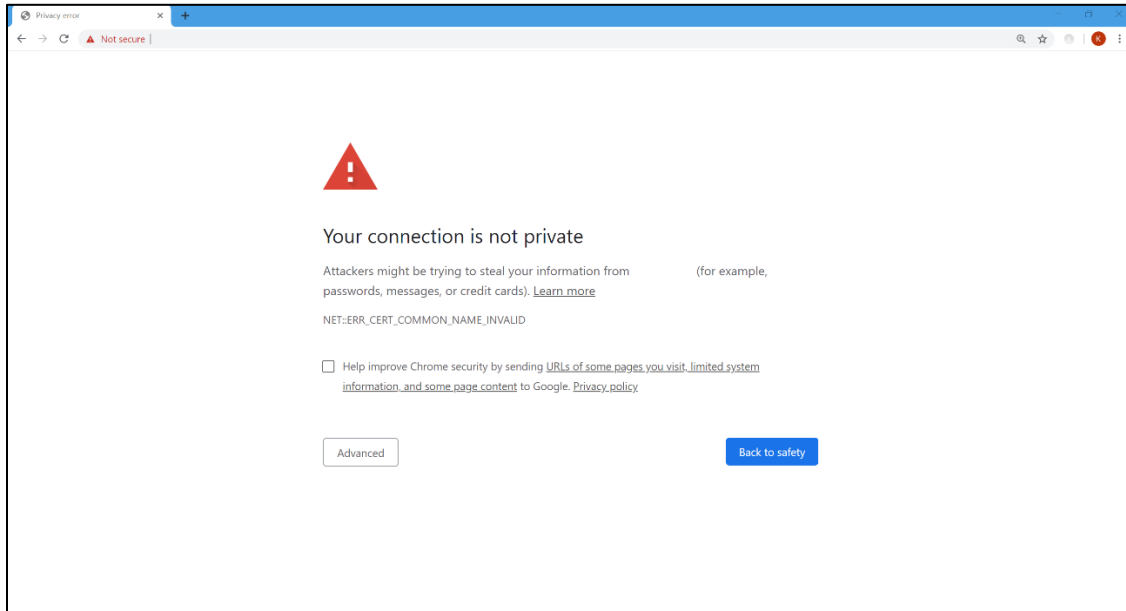 Privacy error
Not secure
K
Your connection is not private
Attackers might be trying to steal your information from (for example,
passwords, messages, or credit cards). Learn more
NET::ERR_CERT_COMMON_NAME_INVALID
Help improve Chrome security by sending URLs of some pages you visit, limited system
information, and some page content to Google. Privacy policy
Advanced
Back to safety